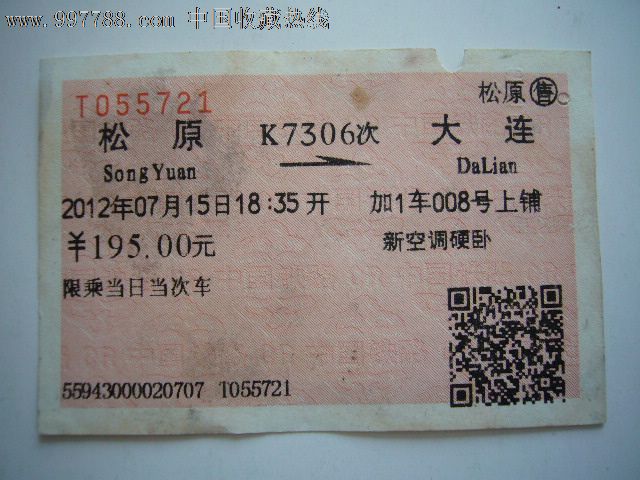 www.997788.com 中国收藏热线
T055721
松原 售
松原 K7306次 大连
SongYuan DaLian
2012年07月15日18:35开 加1车008号上铺
￥195.00元 新空调硬卧
限乘当日当次车
55943000020707 T055721